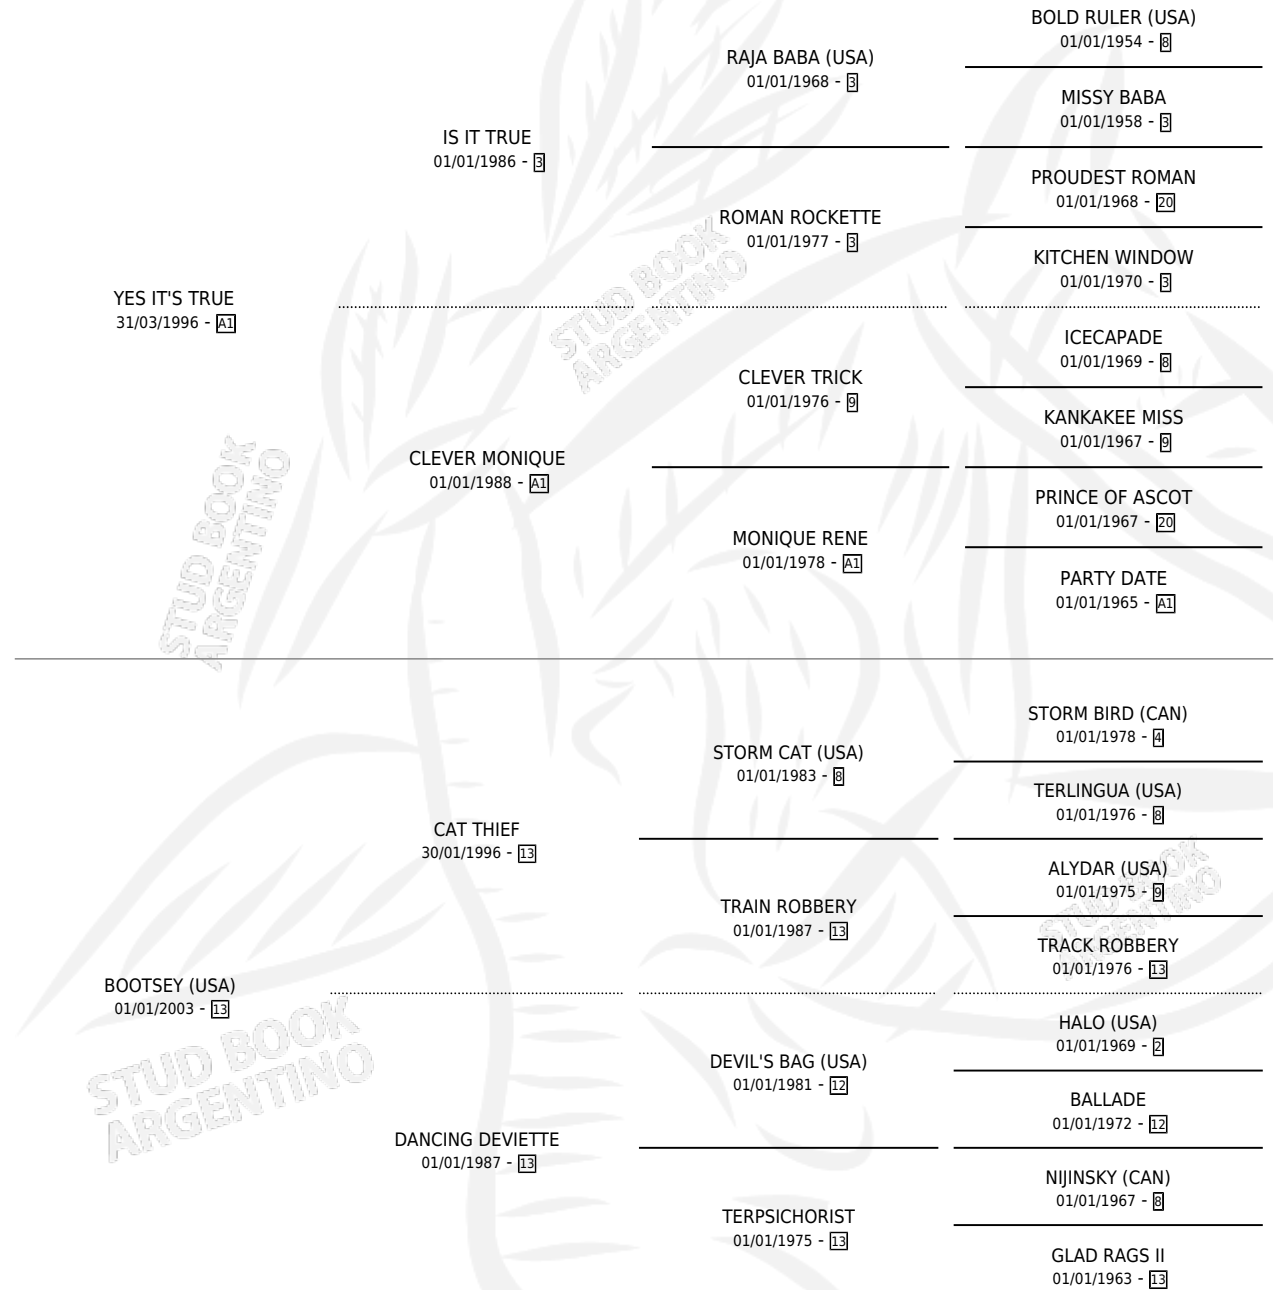 BOLD RULER (USA)
01/01/1954 - 8
RAJA BABA (USA)
01/01/1968 - 3
MISSY BABA
01/01/1958 - 3
IS IT TRUE
01/01/1986 - 3
PROUDEST ROMAN
01/01/1968 - 20
ROMAN ROCKETTE
01/01/1977 - 3
KITCHEN WINDOW
01/01/1970 - 3
YES IT'S TRUE
31/03/1996 - A1
STUD BOOK
ARGENTINO
ICECAPADE
01/01/1969 - 8
CLEVER TRICK
01/01/1976 - 9
KANKAKEE MISS
01/01/1967 - 9
CLEVER MONIQUE
01/01/1988 - A1
PRINCE OF ASCOT
01/01/1967 - 20
MONIQUE RENE
01/01/1978 - A1
PARTY DATE
01/01/1965 - A1
STUD BOOK
ARGENTINO
STORM BIRD (CAN)
01/01/1978 - 4
STORM CAT (USA)
01/01/1983 - 8
TERLINGUA (USA)
01/01/1976 - 8
CAT THIEF
30/01/1996 - 13
ALYDAR (USA)
01/01/1975 - 9
STUD BOOK
ARGENTINO
TRAIN ROBBERY
01/01/1987 - 13
TRACK ROBBERY
01/01/1976 - 13
BOOTSEY (USA)
01/01/2003 - 13
STUD BOOK
ARGENTINO
HALO (USA)
01/01/1969 - 2
DEVIL'S BAG (USA)
01/01/1981 - 12
BALLADE
01/01/1972 - 12
DANCING DEVIETTE
01/01/1987 - 13
NIJINSKY (CAN)
01/01/1967 - 8
TERPSICHORIST
01/01/1975 - 13
GLAD RAGS II
01/01/1963 - 13